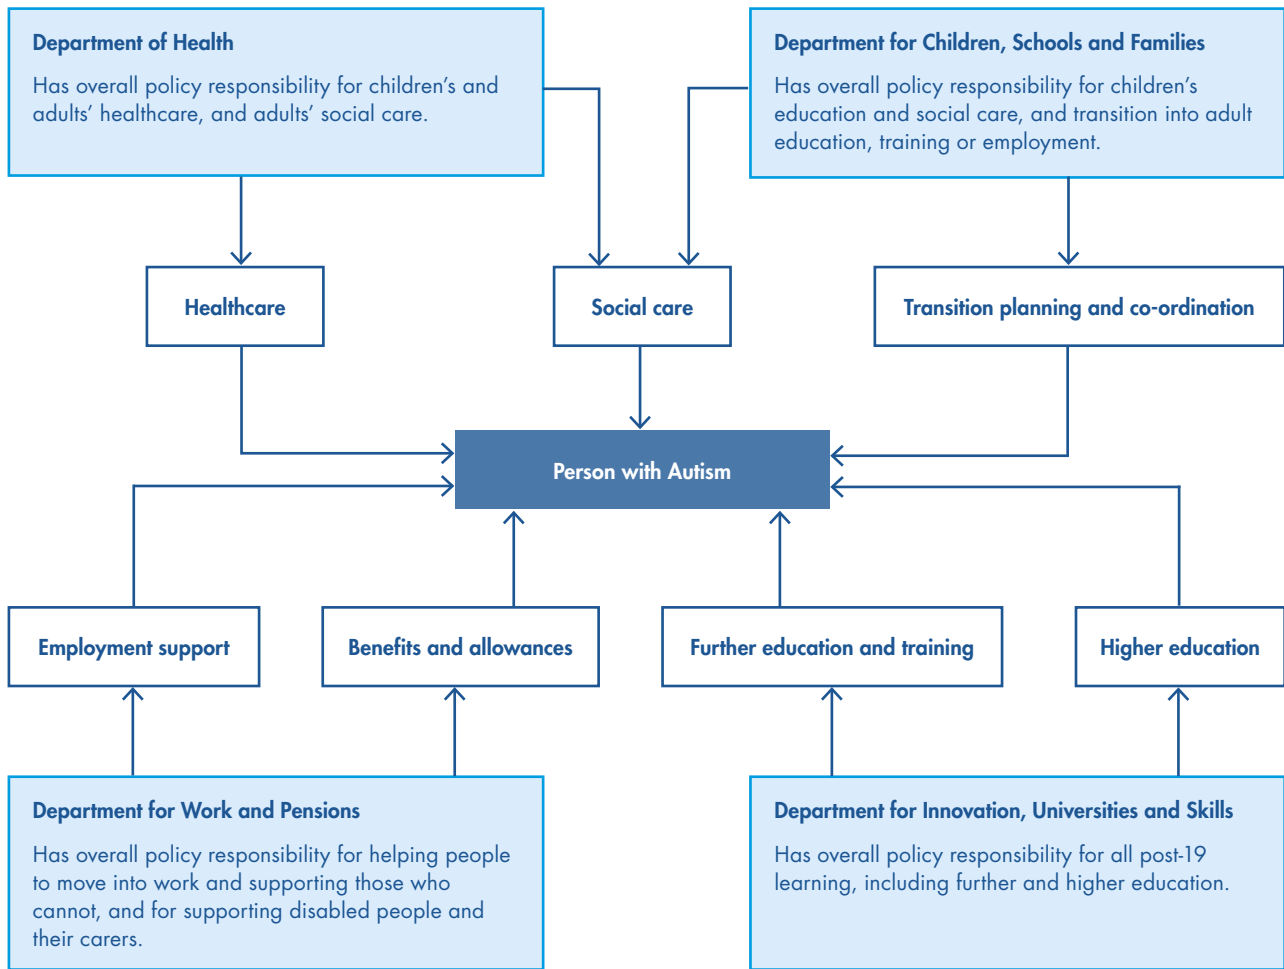 Department of Health
Has overall policy responsibility for children’s and
adults’ healthcare, and adults’ social care.
Department for Children, Schools and Families
Has overall policy responsibility for children’s
education and social care, and transition into adult
education, training or employment.
Healthcare
Social care
Transition planning and co-ordination
Person with Autism
Employment support
Benefits and allowances
Further education and training
Higher education
Department for Work and Pensions
Has overall policy responsibility for helping people
to move into work and supporting those who
cannot, and for supporting disabled people and
their carers.
Department for Innovation, Universities and Skills
Has overall policy responsibility for all post-19
learning, including further and higher education.